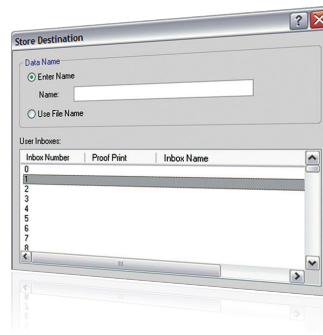 Store Destination
Data Name
Enter Name
Name:
Use File Name
User Inboxes:
Inbox Number Proof Print Inbox Name
0
1
2
3
4
5
6
7
8